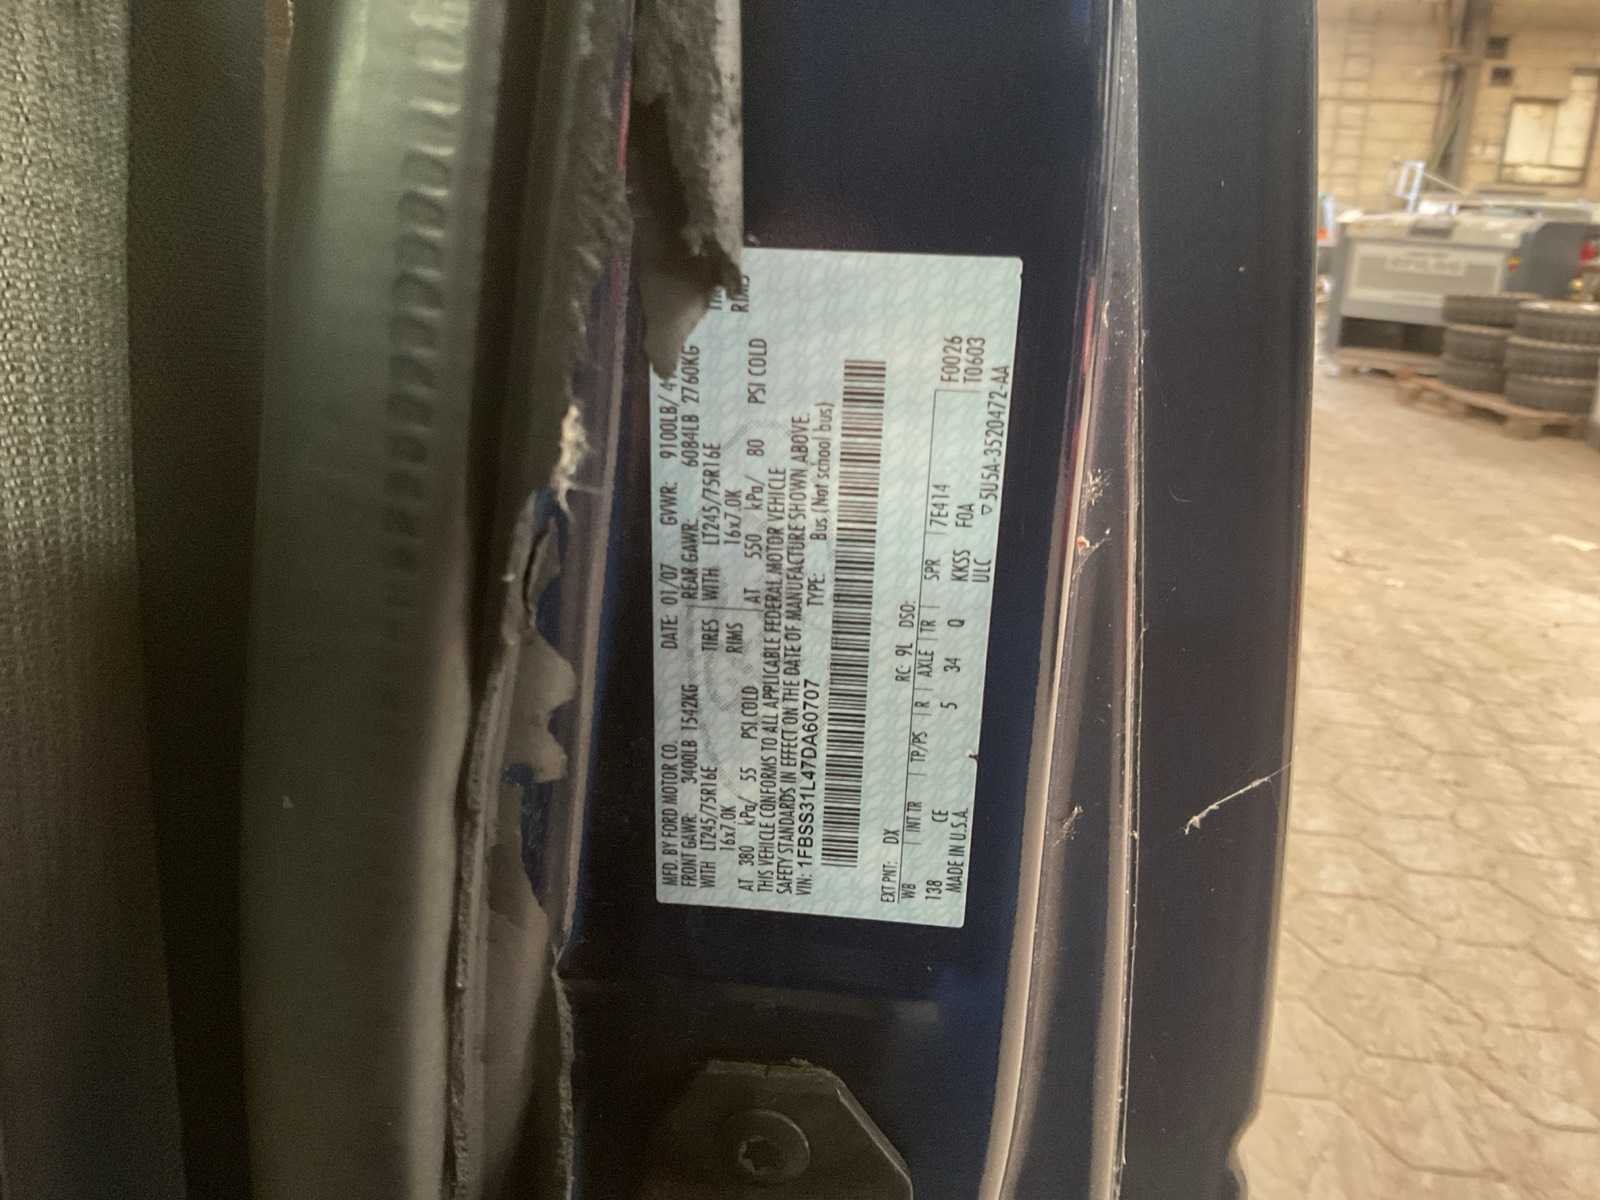 MFD. BY FORD MOTOR CO. DATE: 01/07 GVWR: 9100LB/ 4
FRONT GAWR: 3400LB 1542KG REAR GAWR: 6084LB 2760KG
WITH LT245/75R16E TIRES WITH LT245/75R16E
16x7.0K RIMS 16x7.0K RIMS
AT 380 kPa/ 55 PSI COLD AT 550 kPa/ 80 PSI COLD
THIS VEHICLE CONFORMS TO ALL APPLICABLE FEDERAL MOTOR VEHICLE
SAFETY STANDARDS IN EFFECT ON THE DATE OF MANUFACTURE SHOWN ABOVE.
VIN: 1FBSS31L47DA60707 TYPE: Bus (Not school bus)
EXT PNT: DX RC: 9L DSO:
WB INT TR TP/PS R AXLE TR SPR 7E414 F0026
138 CE 5 34 Q KKSS FOA T0603
MADE IN U.S.A. ULC ▽5U5A-3520472-AA